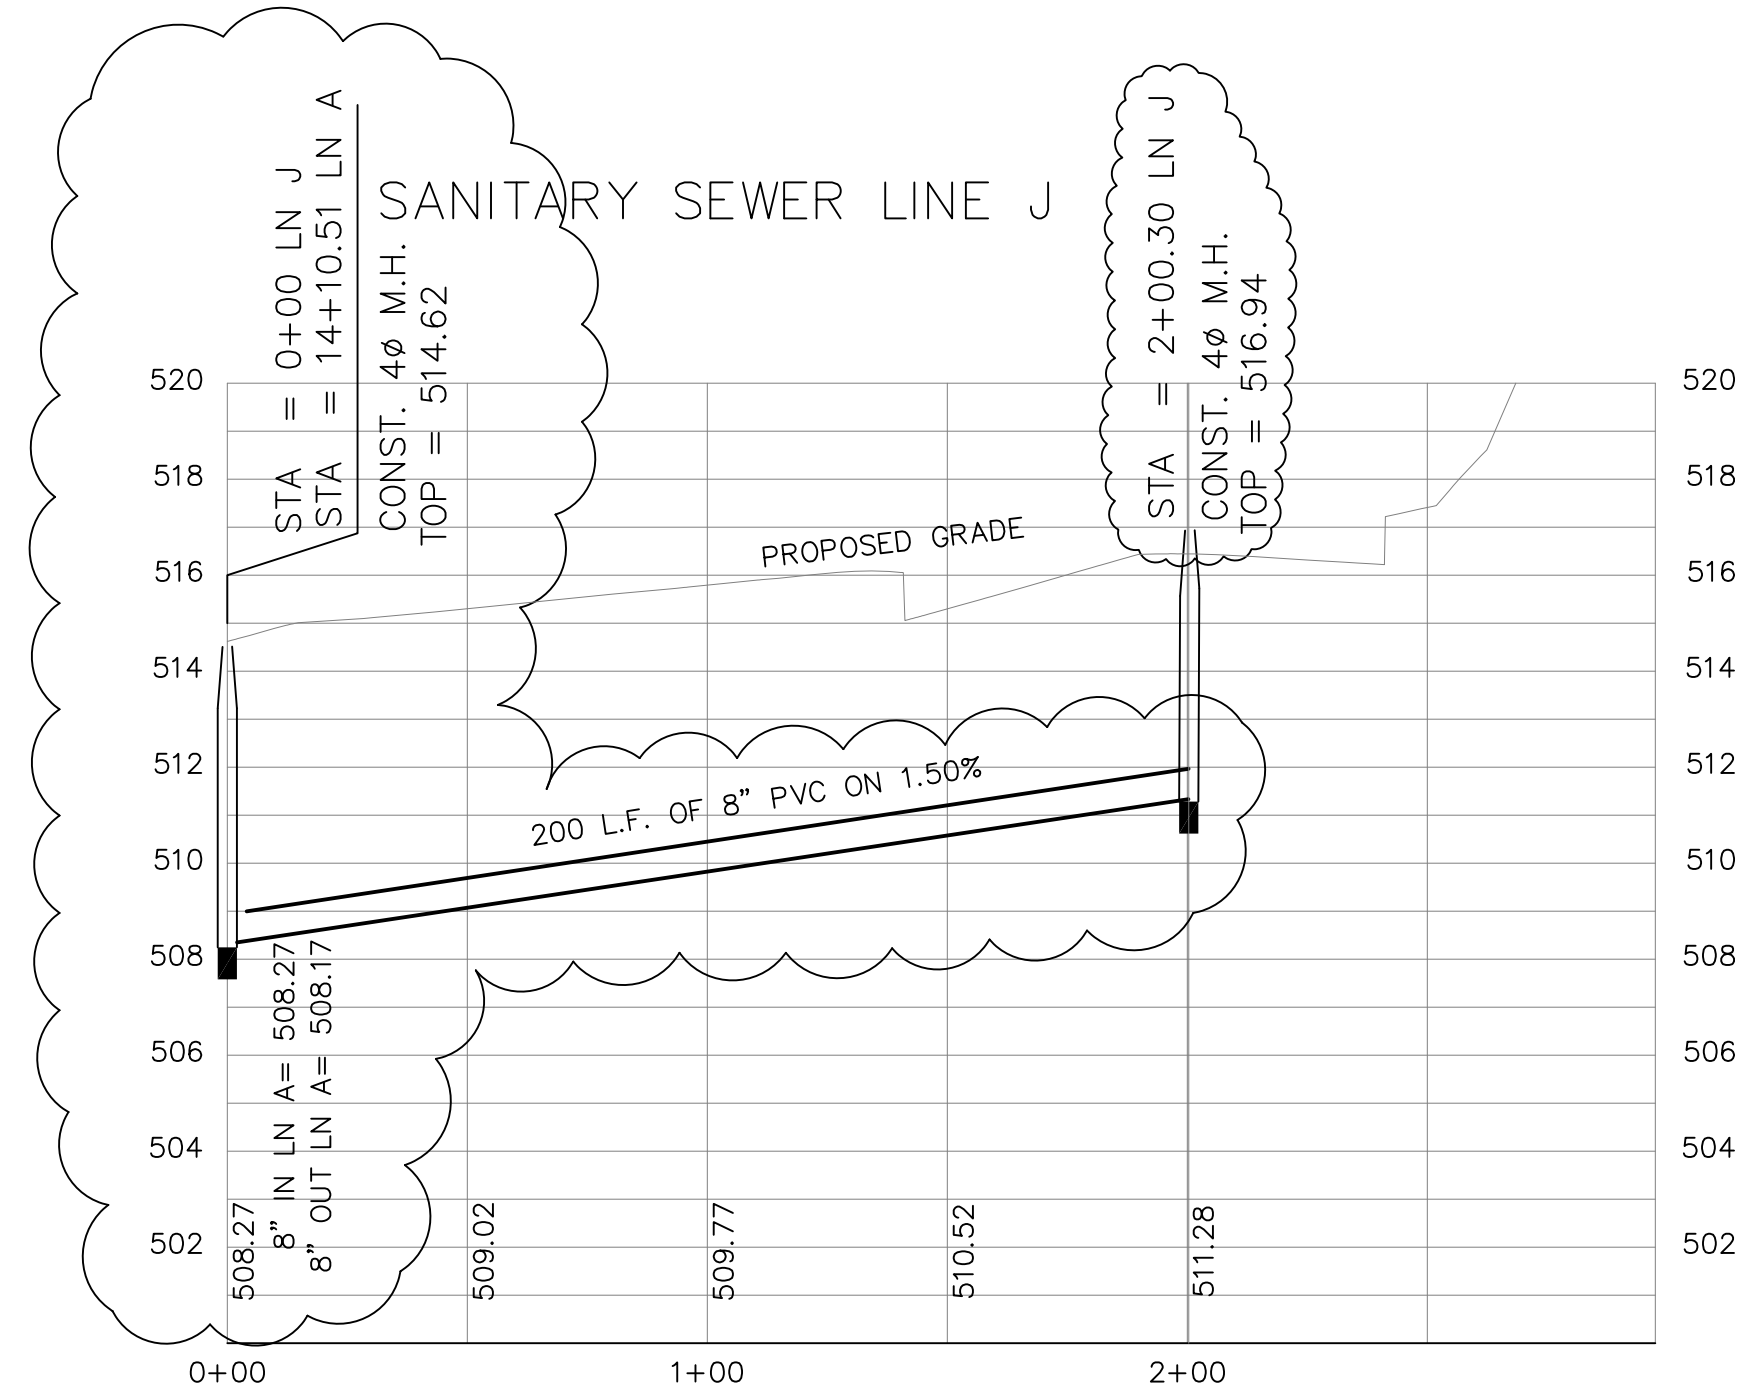 SANITARY SEWER LINE J
STA = 0+00 LN J
STA = 14+10.51 LN A
CONST. 4ø M.H.
TOP = 514.62
STA = 2+00.30 LN J
CONST. 4ø M.H.
TOP = 516.94
520
518
516
514
512
510
508
506
504
502
520
518
516
514
512
510
508
506
504
502
PROPOSED GRADE
200 L.F. OF 8” PVC ON 1.50%
8” IN LN A= 508.27
8” OUT LN A= 508.17
508.27
509.02
509.77
510.52
511.28
0+00
1+00
2+00